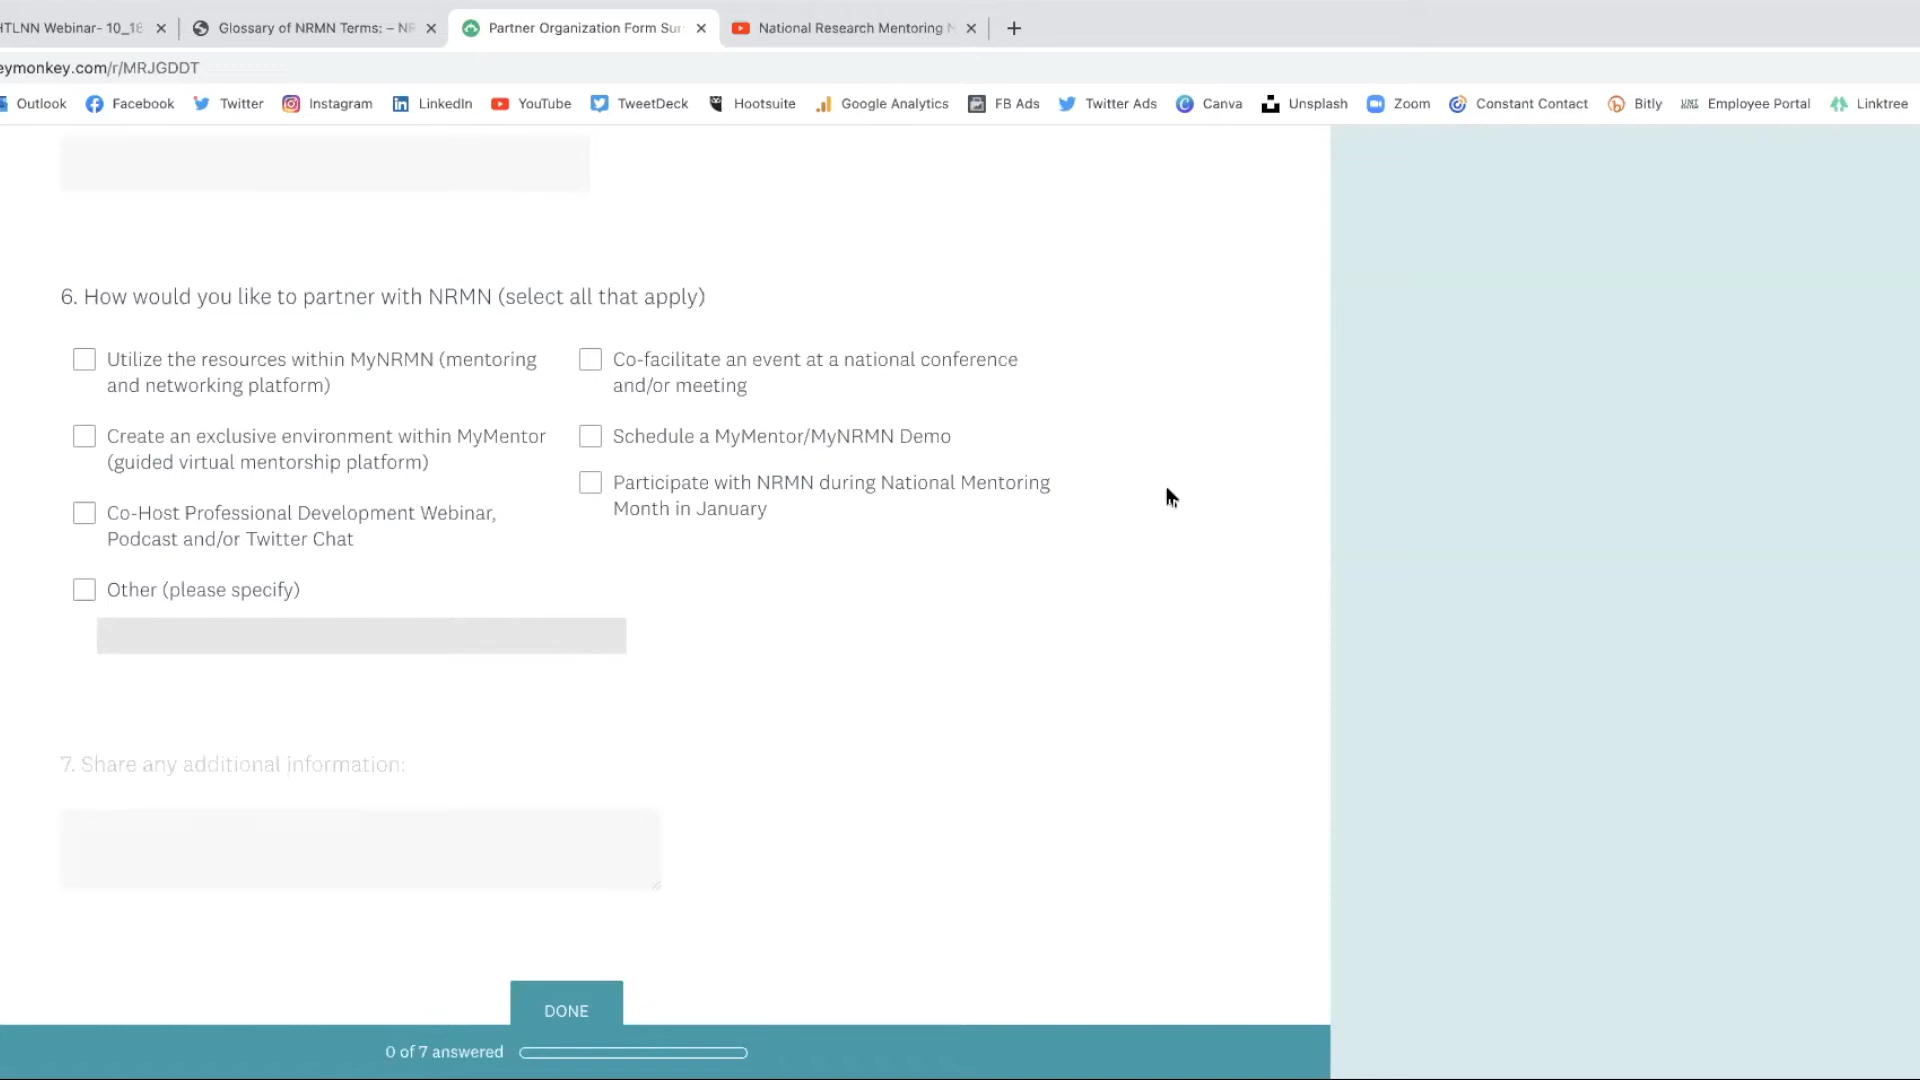 HTLNN Webinar- 10_18
Glossary of NRMN Terms: – NR
Partner Organization Form Sur
National Research Mentoring N
eymonkey.com/r/MRJGDDT
Outlook Facebook Twitter Instagram LinkedIn YouTube TweetDeck Hootsuite Google Analytics FB Ads Twitter Ads Canva Unsplash Zoom Constant Contact Bitly Employee Portal Linktree
6. How would you like to partner with NRMN (select all that apply)
Utilize the resources within MyNRMN (mentoring
and networking platform)
Co-facilitate an event at a national conference
and/or meeting
Create an exclusive environment within MyMentor
(guided virtual mentorship platform)
Schedule a MyMentor/MyNRMN Demo
Participate with NRMN during National Mentoring
Month in January
Co-Host Professional Development Webinar,
Podcast and/or Twitter Chat
Other (please specify)
7. Share any additional information:
DONE
0 of 7 answered